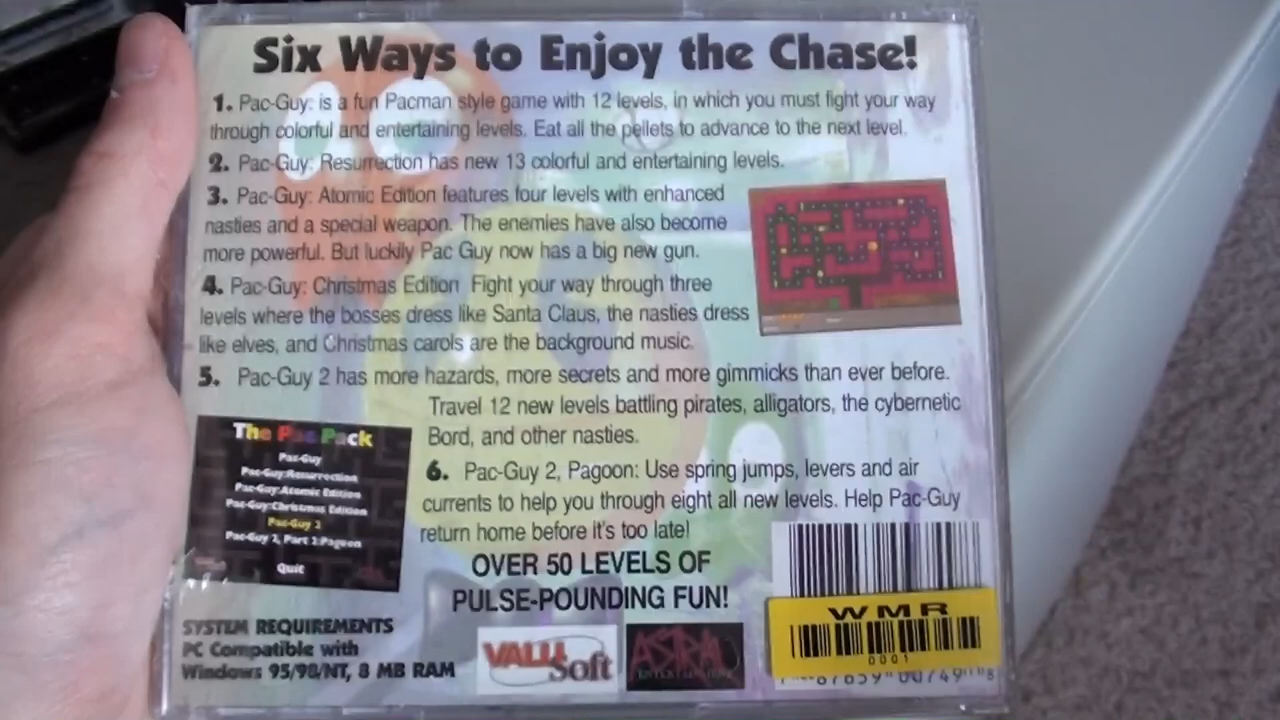 Six Ways to Enjoy the Chase!
1. Pac-Guy: is a fun Pacman style game with 12 levels, in which you must fight your way
through colorful and entertaining levels. Eat all the pellets to advance to the next level.
2. Pac-Guy: Resurrection has new 13 colorful and entertaining levels.
3. Pac-Guy: Atomic Edition features four levels with enhanced
nasties and a special weapon. The enemies have also become
more powerful. But luckily Pac Guy now has a big new gun.
4. Pac-Guy: Christmas Edition Fight your way through three
levels where the bosses dress like Santa Claus, the nasties dress
like elves, and Christmas carols are the background music.
5. Pac-Guy 2 has more hazards, more secrets and more gimmicks than ever before.
Travel 12 new levels battling pirates, alligators, the cybernetic
Bord, and other nasties.
6. Pac-Guy 2, Pagoon: Use spring jumps, levers and air
currents to help you through eight all new levels. Help Pac-Guy
return home before it's too late!
OVER 50 LEVELS OF
PULSE-POUNDING FUN!
The Pac Pack
Pac-Guy
Pac-Guy:Resurrection
Pac-Guy:Atomic Edition
Pac-Guy:Christmas Edition
Pac-Guy 2
Pac-Guy 2, Part 2:Pagoon
Quit
SYSTEM REQUIREMENTS
PC Compatible with
Windows 95/98/NT, 8 MB RAM
VALUSoft
ASTRAL
ENTERTAINMENT
WMR
0001